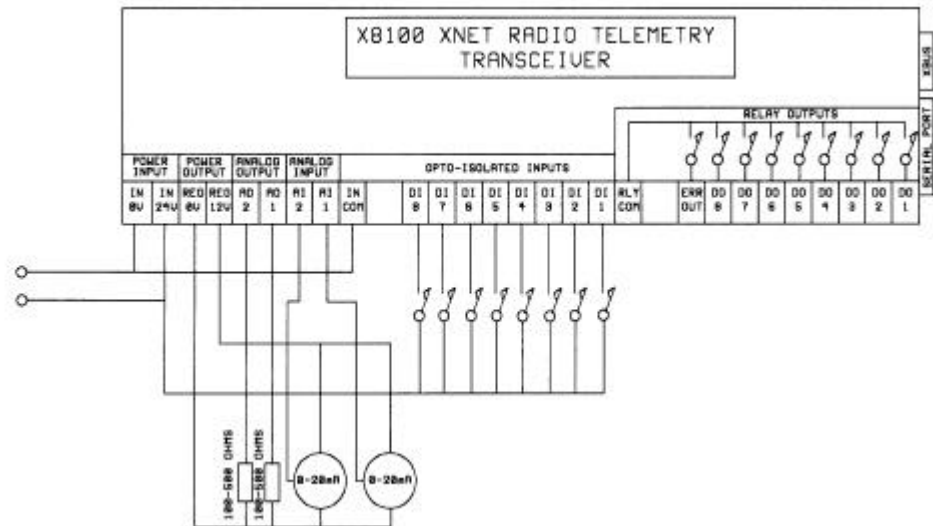 X8100 XNET RADIO TELEMETRY
TRANSCEIVER
XBUS
SERIAL PORT
RELAY OUTPUTS
POWER INPUT
POWER OUTPUT
ANALOG OUTPUT
ANALOG INPUT
OPTO-ISOLATED INPUTS
IN 0V
IN 24V
REG 0V
REG 12V
AO 2
AO 1
AI 2
AI 1
IN COM
DI 8
DI 7
DI 6
DI 5
DI 4
DI 3
DI 2
DI 1
RLY COM
ERR OUT
DO 8
DO 7
DO 6
DO 5
DO 4
DO 3
DO 2
DO 1
100-500 OHMS
100-500 OHMS
0-20mA
0-20mA